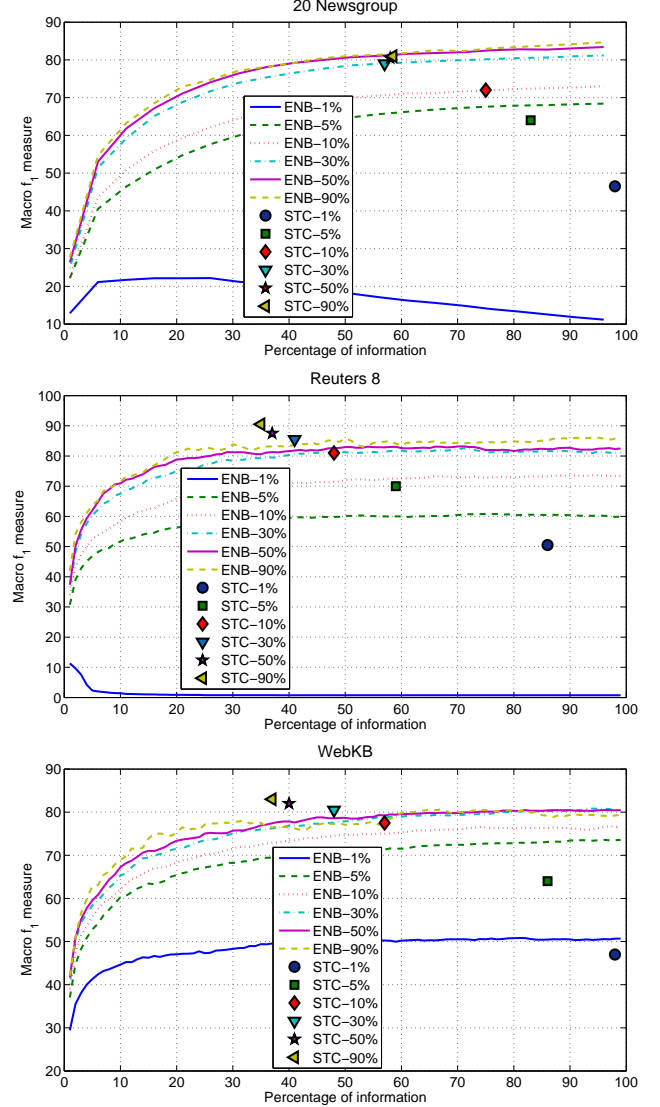 20 Newsgroup
90
80
70
60
50
40
30
20
10
Macro f1 measure
ENB−1%
ENB−5%
ENB−10%
ENB−30%
ENB−50%
ENB−90%
STC−1%
STC−5%
STC−10%
STC−30%
STC−50%
STC−90%
0 10 20 30 40 50 60 70 80 90 100
Percentage of information
Reuters 8
100
90
80
70
60
50
40
30
20
10
0
Macro f1 measure
ENB−1%
ENB−5%
ENB−10%
ENB−30%
ENB−50%
ENB−90%
STC−1%
STC−5%
STC−10%
STC−30%
STC−50%
STC−90%
0 10 20 30 40 50 60 70 80 90 100
Percentage of information
WebKB
90
80
70
60
50
40
30
20
Macro f1 measure
ENB−1%
ENB−5%
ENB−10%
ENB−30%
ENB−50%
ENB−90%
STC−1%
STC−5%
STC−10%
STC−30%
STC−50%
STC−90%
0 10 20 30 40 50 60 70 80 90 100
Percentage of information